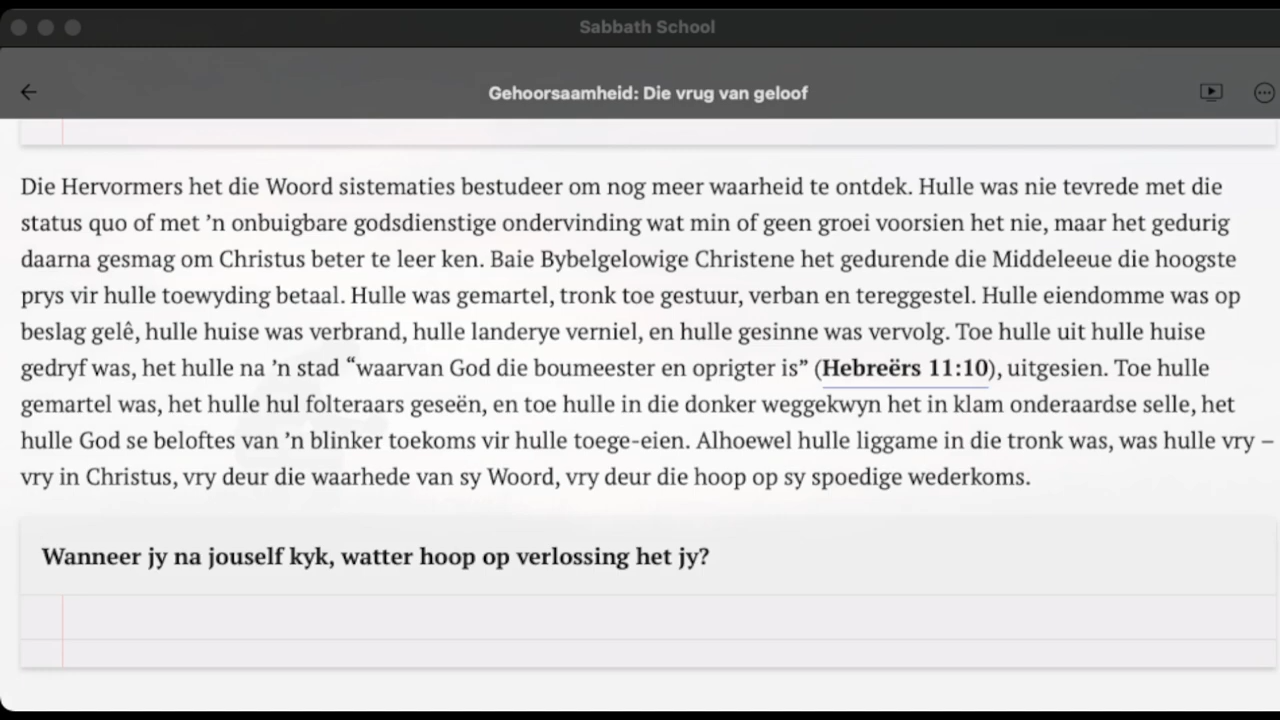 Sabbath School
Gehoorsaamheid: Die vrug van geloof
Die Hervormers het die Woord sistematies bestudeer om nog meer waarheid te ontdek. Hulle was nie tevrede met die
status quo of met ’n onbuigbare godsdienstige ondervinding wat min of geen groei voorsien het nie, maar het gedurig
daarna gesmag om Christus beter te leer ken. Baie Bybelgelowige Christene het gedurende die Middeleeue die hoogste
prys vir hulle toewyding betaal. Hulle was gemartel, tronk toe gestuur, verban en tereggestel. Hulle eiendomme was op
beslag gelê, hulle huise was verbrand, hulle landerye verniel, en hulle gesinne was vervolg. Toe hulle uit hulle huise
gedryf was, het hulle na ’n stad “waarvan God die boumeester en oprigter is” (Hebreërs 11:10), uitgesien. Toe hulle
gemartel was, het hulle hul folteraars geseën, en toe hulle in die donker weggekwyn het in klam onderaardse selle, het
hulle God se beloftes van ’n blinker toekoms vir hulle toege-eien. Alhoewel hulle liggame in die tronk was, was hulle vry –
vry in Christus, vry deur die waarhede van sy Woord, vry deur die hoop op sy spoedige wederkoms.
Wanneer jy na jouself kyk, watter hoop op verlossing het jy?